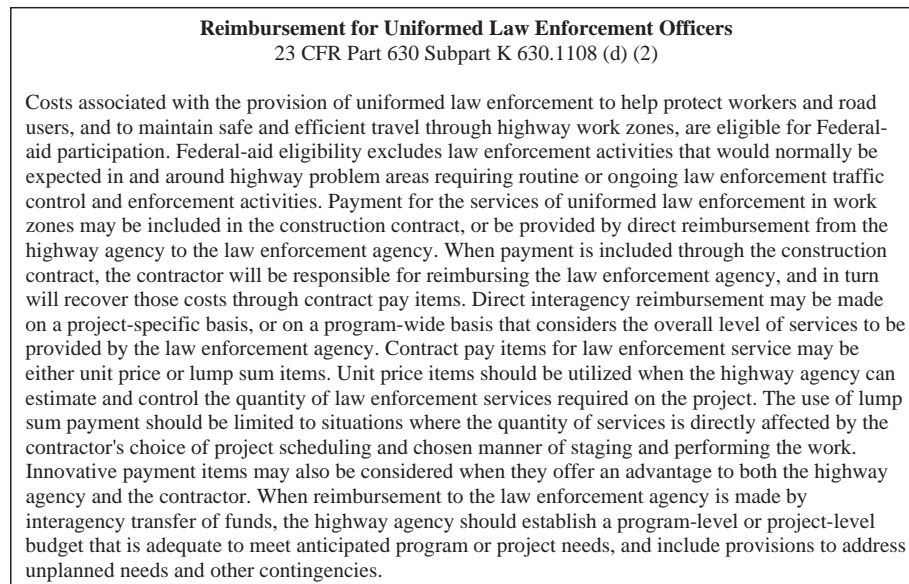 Reimbursement for Uniformed Law Enforcement Officers
23 CFR Part 630 Subpart K 630.1108 (d) (2)
Costs associated with the provision of uniformed law enforcement to help protect workers and road
users, and to maintain safe and efficient travel through highway work zones, are eligible for Federal-
aid participation. Federal-aid eligibility excludes law enforcement activities that would normally be
expected in and around highway problem areas requiring routine or ongoing law enforcement traffic
control and enforcement activities. Payment for the services of uniformed law enforcement in work
zones may be included in the construction contract, or be provided by direct reimbursement from the
highway agency to the law enforcement agency. When payment is included through the construction
contract, the contractor will be responsible for reimbursing the law enforcement agency, and in turn
will recover those costs through contract pay items. Direct interagency reimbursement may be made
on a project-specific basis, or on a program-wide basis that considers the overall level of services to be
provided by the law enforcement agency. Contract pay items for law enforcement service may be
either unit price or lump sum items. Unit price items should be utilized when the highway agency can
estimate and control the quantity of law enforcement services required on the project. The use of lump
sum payment should be limited to situations where the quantity of services is directly affected by the
contractor's choice of project scheduling and chosen manner of staging and performing the work.
Innovative payment items may also be considered when they offer an advantage to both the highway
agency and the contractor. When reimbursement to the law enforcement agency is made by
interagency transfer of funds, the highway agency should establish a program-level or project-level
budget that is adequate to meet anticipated program or project needs, and include provisions to address
unplanned needs and other contingencies.